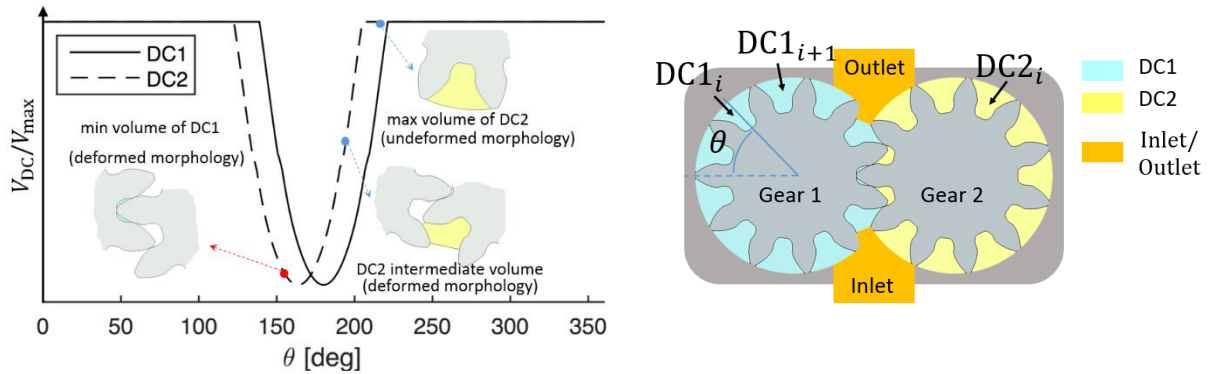 V_DC/V_max
DC1
DC2
min volume of DC1
(deformed morphology)
max volume of DC2
(undeformed morphology)
DC2 intermediate volume
(deformed morphology)
0 50 100 150 200 250 300 350
θ [deg]
DC1_i
DC1_{i+1}
Outlet
DC2_i
θ
Gear 1
Gear 2
Inlet
DC1
DC2
Inlet/
Outlet